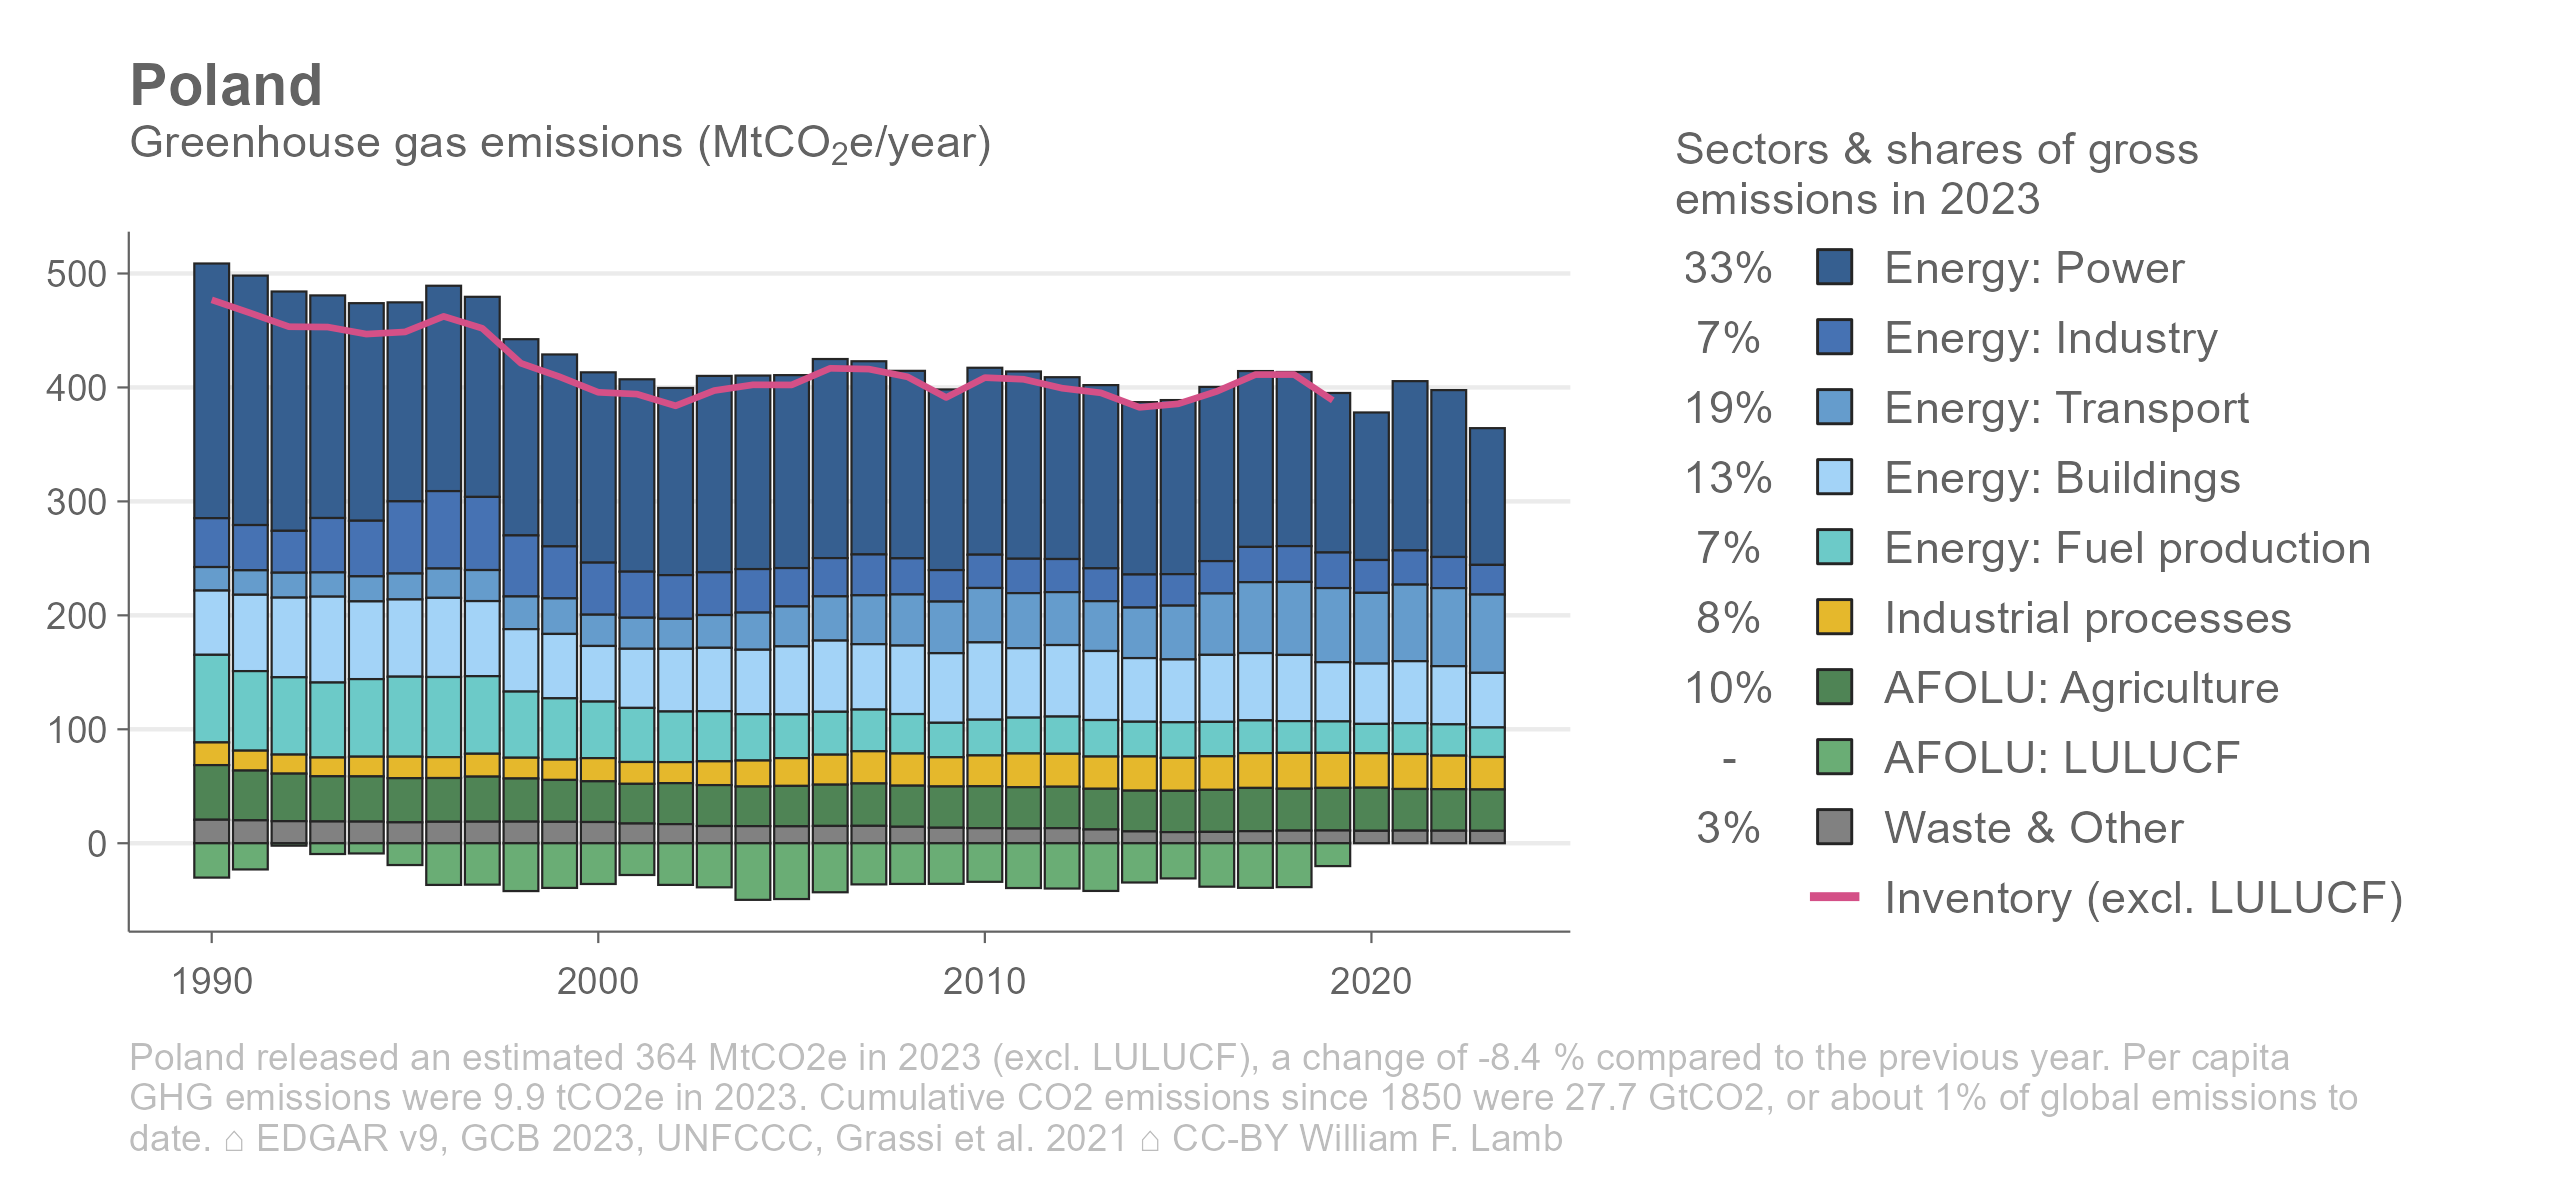 Poland
Greenhouse gas emissions (MtCO₂e/year)
500
400
300
200
100
0
1990 2000 2010 2020
Sectors & shares of gross
emissions in 2023
33% Energy: Power
7% Energy: Industry
19% Energy: Transport
13% Energy: Buildings
7% Energy: Fuel production
8% Industrial processes
10% AFOLU: Agriculture
- AFOLU: LULUCF
3% Waste & Other
Inventory (excl. LULUCF)
Poland released an estimated 364 MtCO2e in 2023 (excl. LULUCF), a change of -8.4 % compared to the previous year. Per capita
GHG emissions were 9.9 tCO2e in 2023. Cumulative CO2 emissions since 1850 were 27.7 GtCO2, or about 1% of global emissions to
date. ⌂ EDGAR v9, GCB 2023, UNFCCC, Grassi et al. 2021 ⌂ CC-BY William F. Lamb